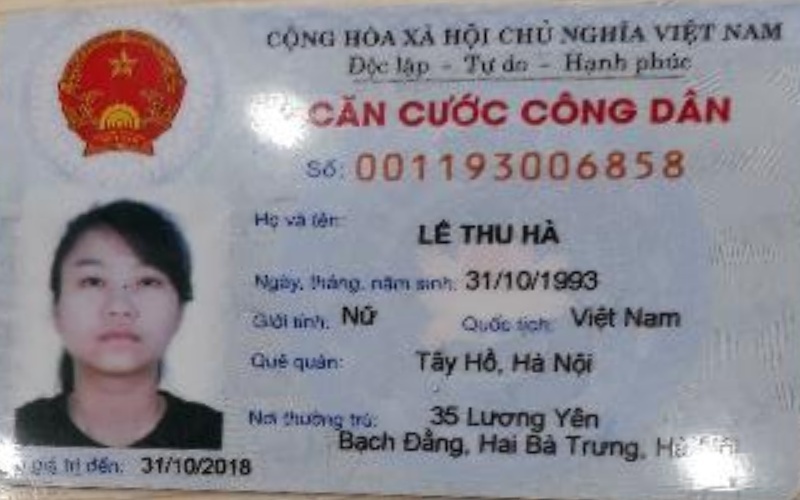 CỘNG HÒA XÃ HỘI CHỦ NGHĨA VIỆT NAM
Độc lập - Tự do - Hạnh phúc
CĂN CƯỚC CÔNG DÂN
Số: 001193006858
Họ và tên: LÊ THU HÀ
Ngày, tháng, năm sinh: 31/10/1993
Giới tính: Nữ Quốc tịch: Việt Nam
Quê quán: Tây Hồ, Hà Nội
Nơi thường trú: 35 Lương Yên
Bạch Đằng, Hai Bà Trưng, Hà Nội
giá trị đến: 31/10/2018